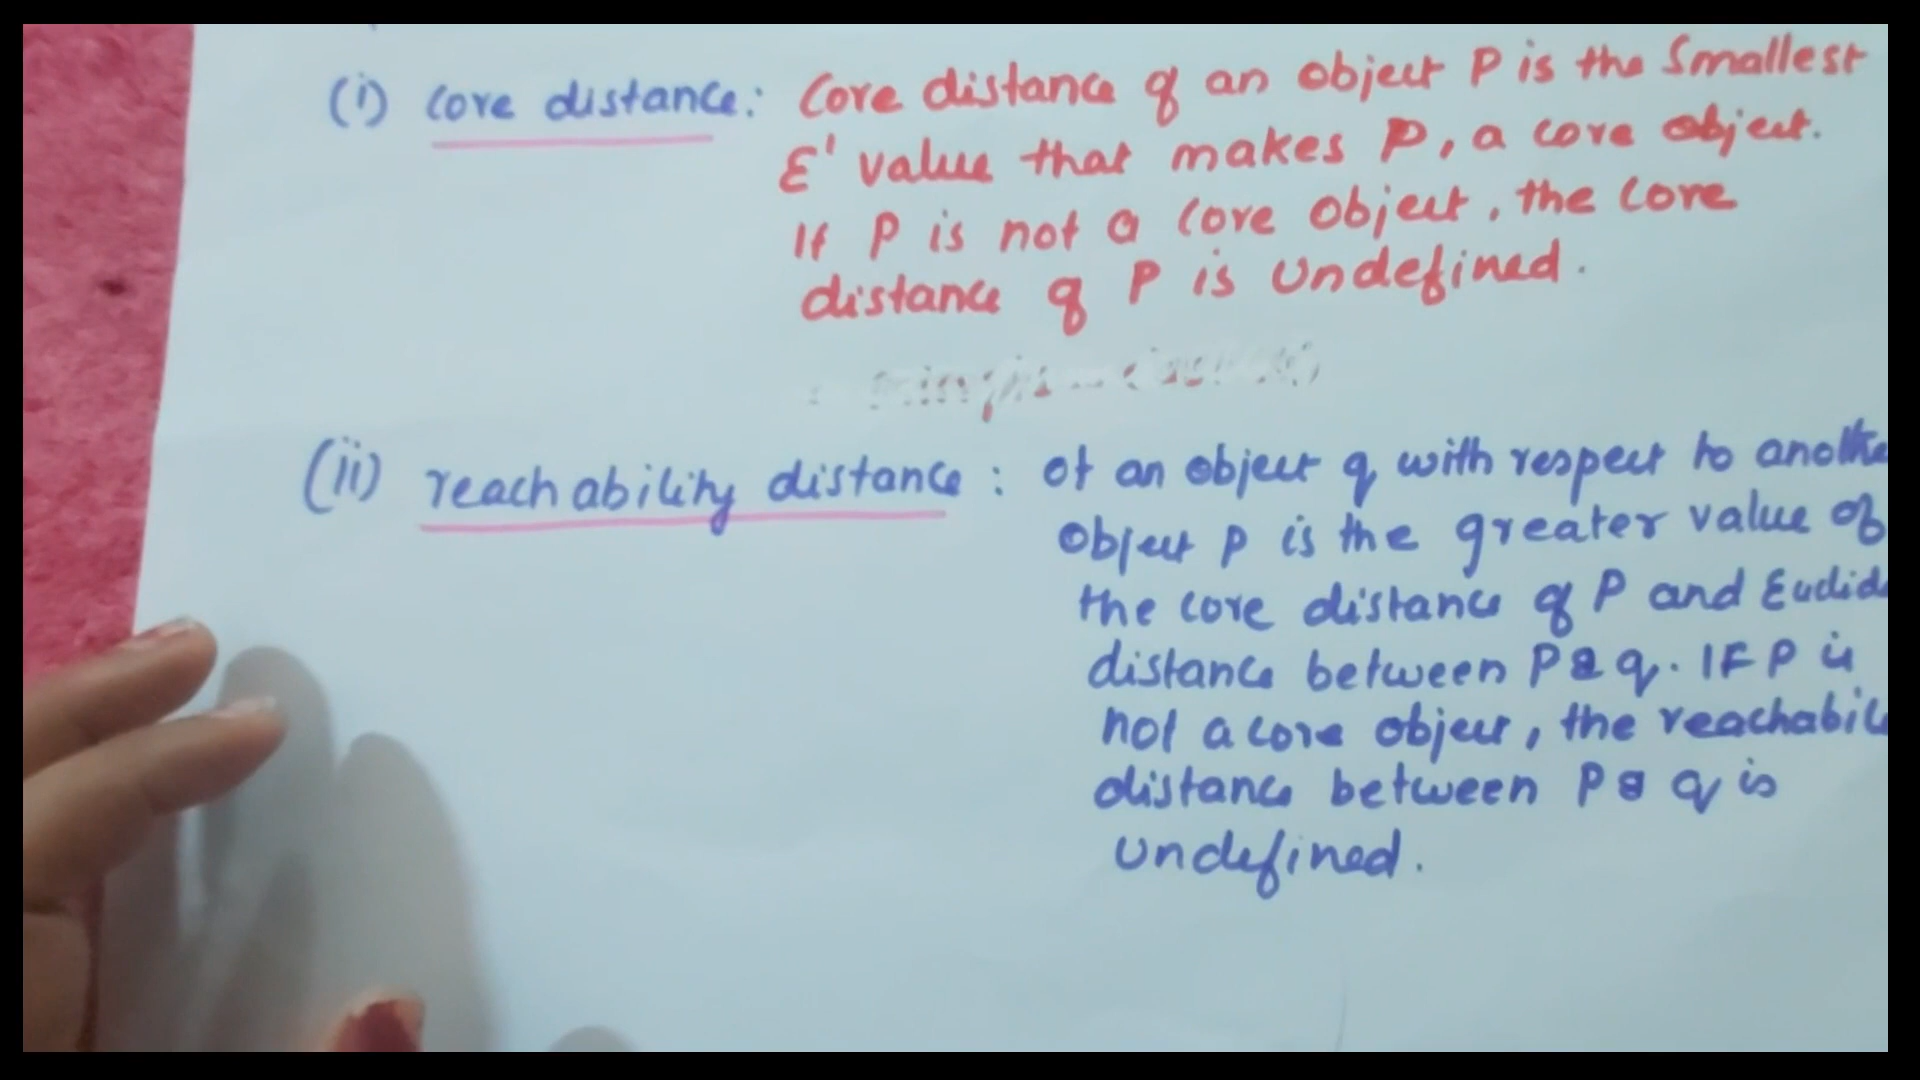 (i) core distance: Core distance of an object P is the Smallest
ε' value that makes P, a core object.
If P is not a core object, the core
distance of P is Undefined.
(ii) reachability distance: of an object q with respect to anothe
object p is the greater value of
the core distance of P and Euclid
distance between P & q. IF P is
not a core object, the reachabil
distance between P & q is
Undefined.